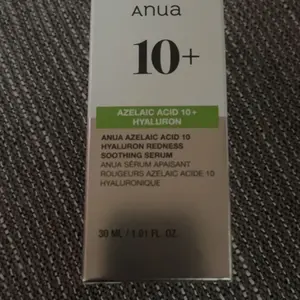 Anua
10+
AZELAIC ACID 10+
HYALURON
ANUA AZELAIC ACID 10
HYALURON REDNESS
SOOTHING SERUM
ANUA SÉRUM APAISANT
ROUGEURS AZELAIC ACIDE 10
HYALURONIQUE
30 ML / 1.01 FL. OZ.